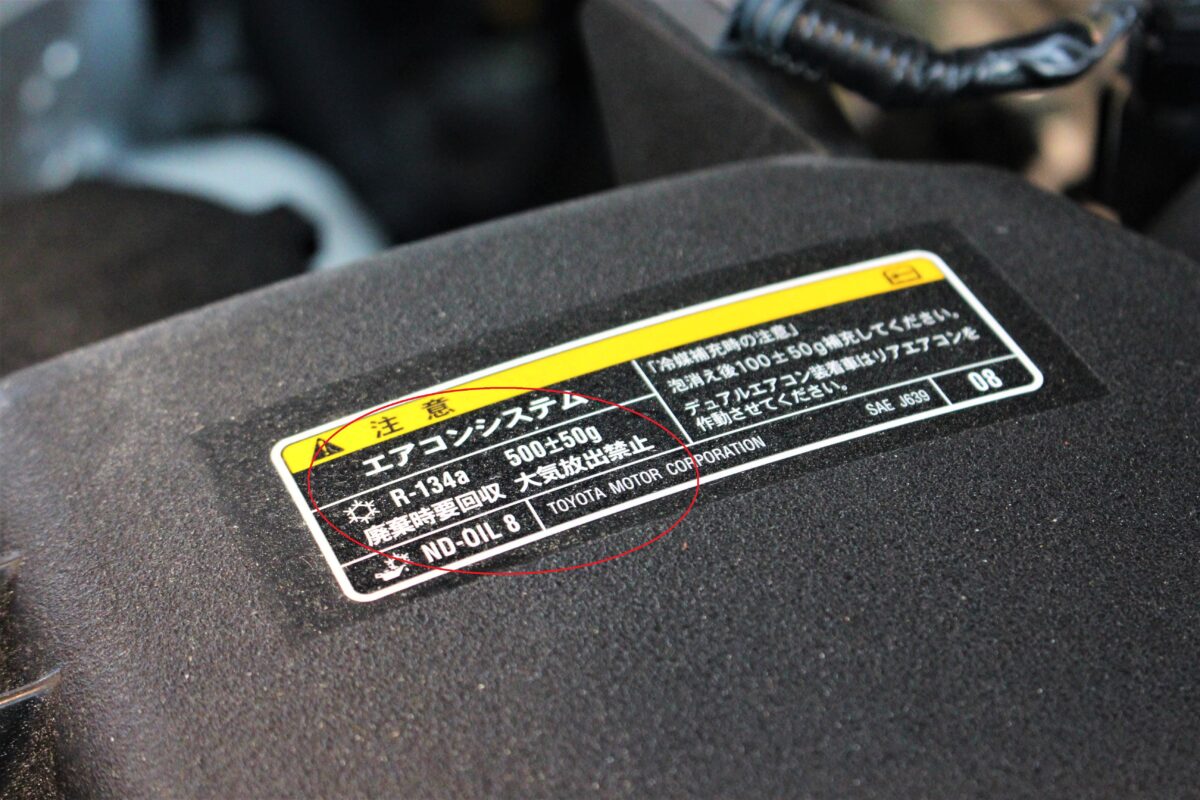 注意
エアコンシステム
R-134a 500±50g
廃棄時要回収 大気放出禁止
ND-OIL 8
TOYOTA MOTOR CORPORATION
「冷媒補充時の注意」
泡消え後100±50g補充してください。
デュアルエアコン装着車はリアエアコンを
作動させてください。
SAE J639
08